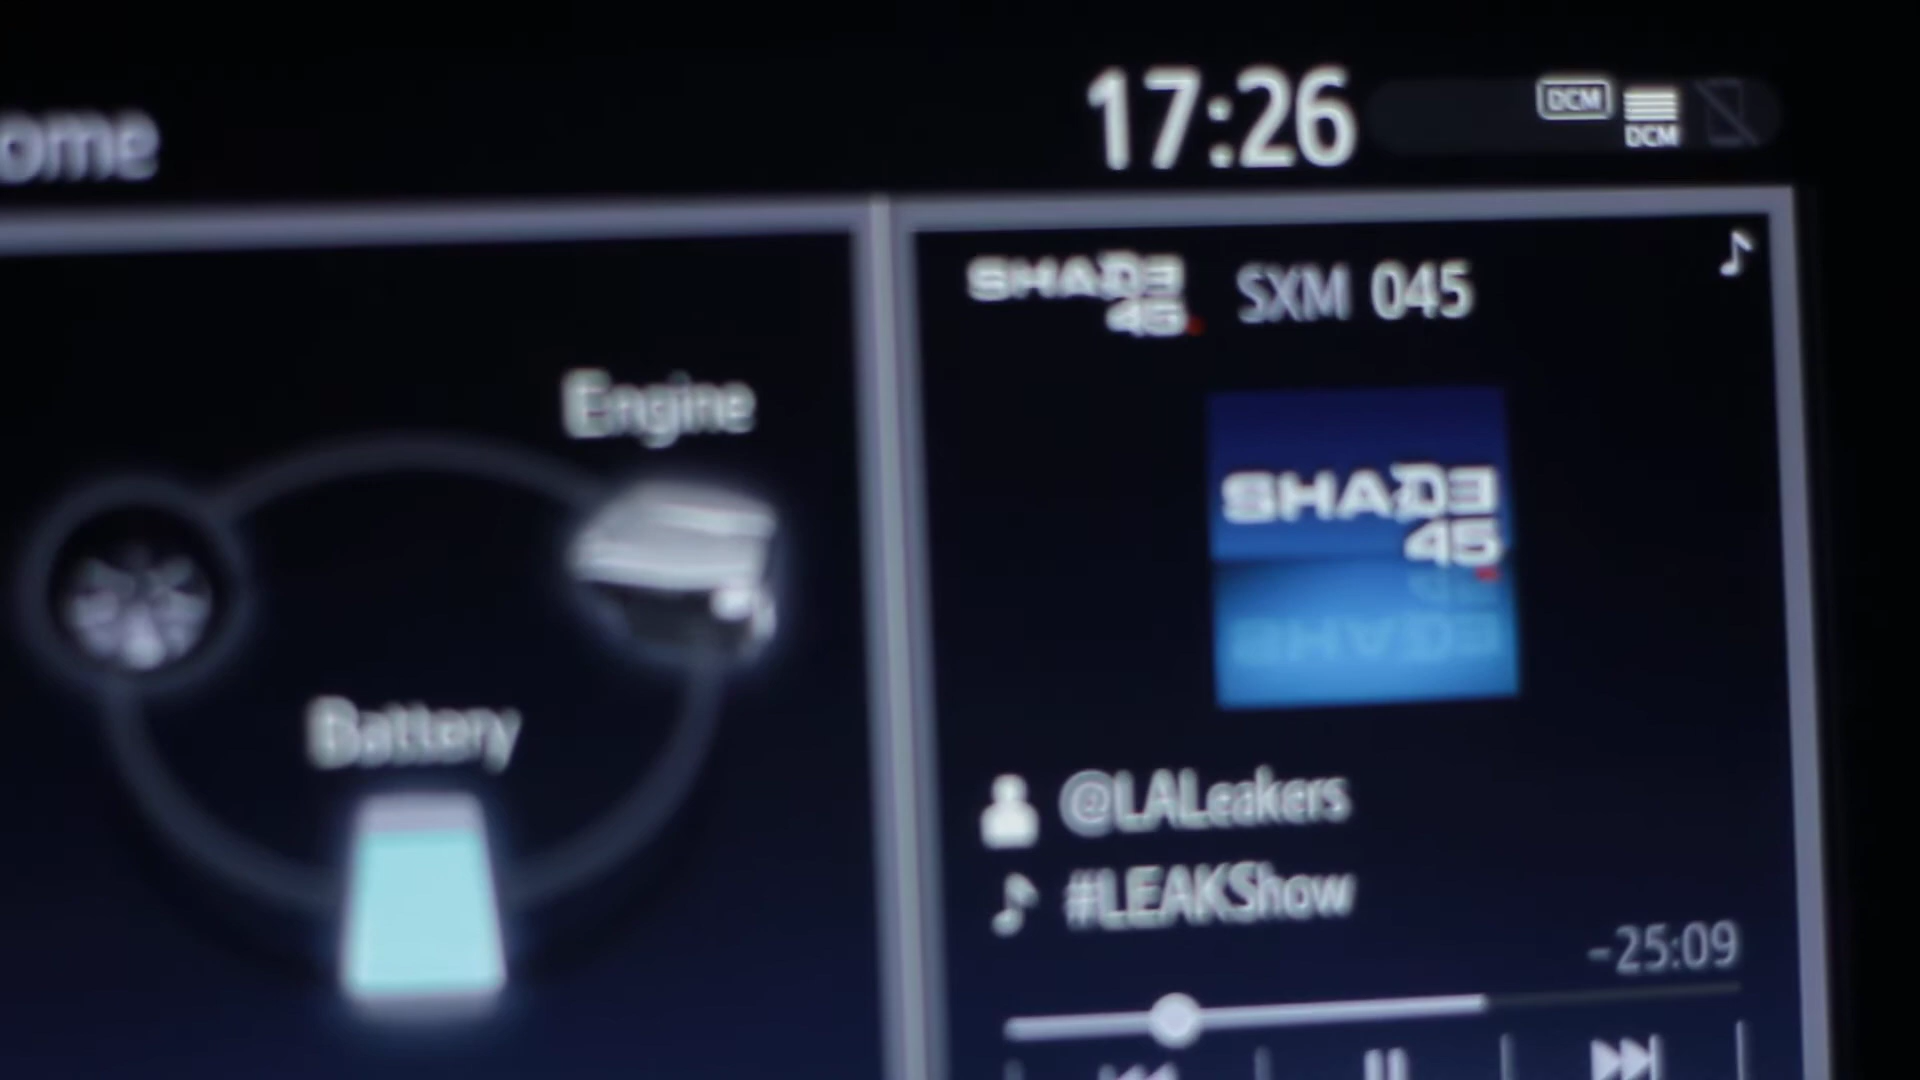 ome
17:26
DCM
DCM
Engine
Battery
SHADE
45
SXM 045
SHADE
45
@LALeakers
#LEAKShow
-25:09